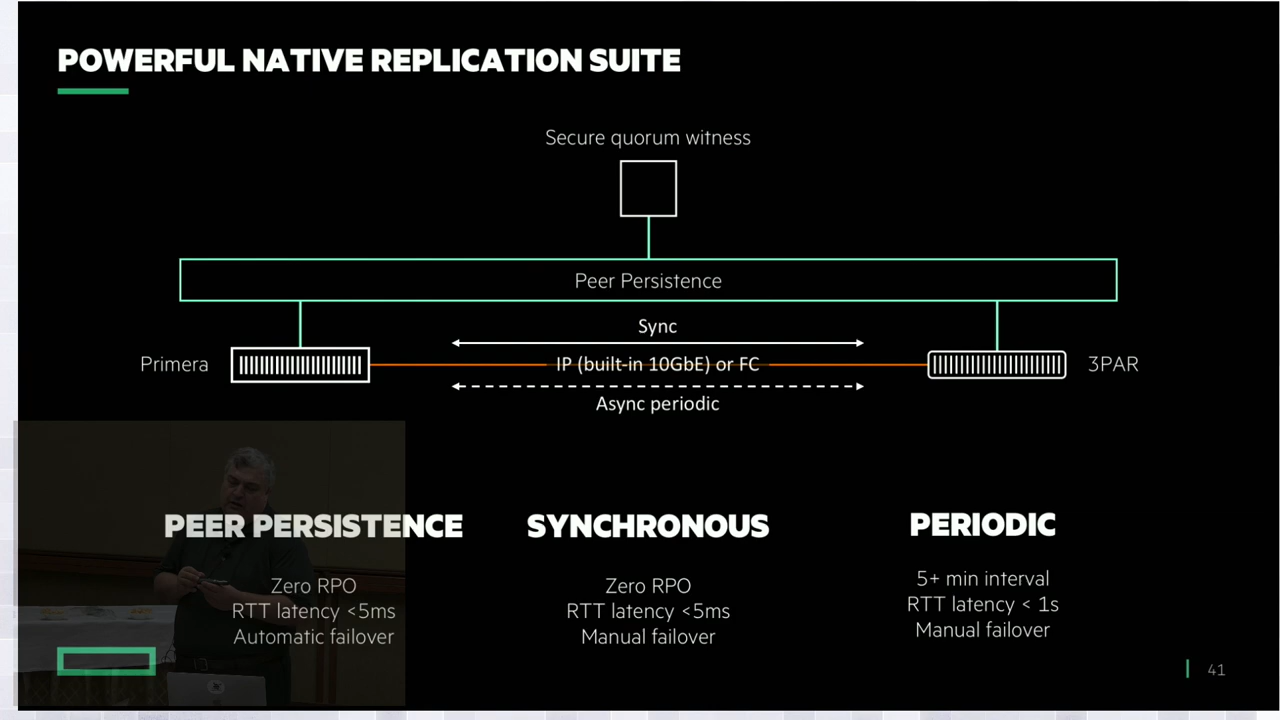 POWERFUL NATIVE REPLICATION SUITE
Secure quorum witness
Peer Persistence
Sync
Primera
IP (built-in 10GbE) or FC
3PAR
Async periodic
PEER PERSISTENCE
Zero RPO
RTT latency <5ms
Automatic failover
SYNCHRONOUS
Zero RPO
RTT latency <5ms
Manual failover
PERIODIC
5+ min interval
RTT latency < 1s
Manual failover
41